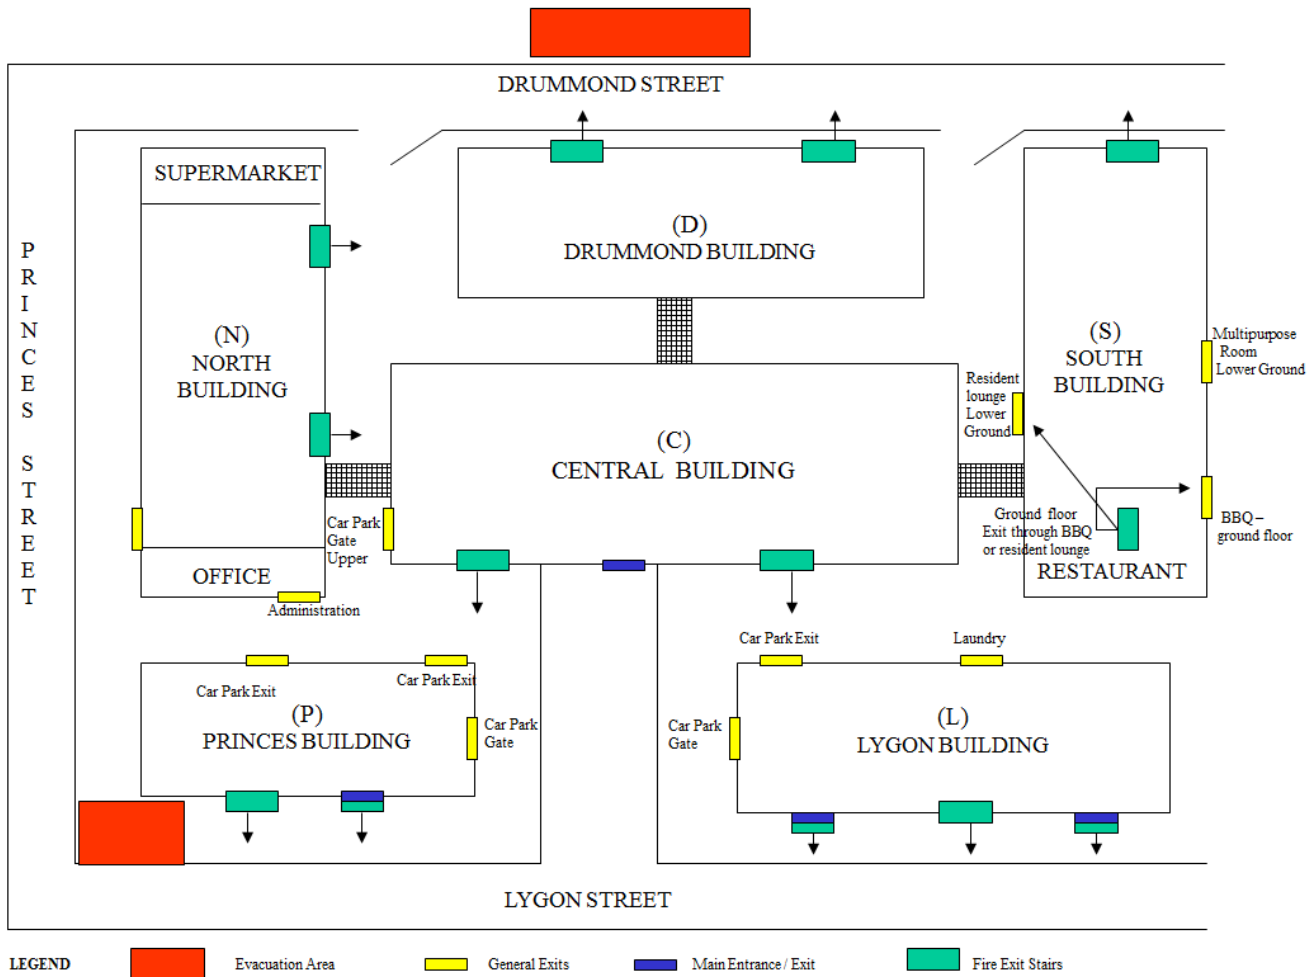 DRUMMOND STREET
SUPERMARKET
(D)
DRUMMOND BUILDING
PRINCES STREET
(N)
NORTH
BUILDING
(S)
SOUTH
BUILDING
Multipurpose
Room
Lower Ground
Resident
lounge
Lower
Ground
(C)
CENTRAL BUILDING
Car Park
Gate
Upper
Ground floor
Exit through BBQ
or resident lounge
BBQ –
ground floor
OFFICE
RESTAURANT
Administration
Car Park Exit
Laundry
Car Park Exit
Car Park Exit
(P)
PRINCES BUILDING
Car Park
Gate
Car Park
Gate
(L)
LYGON BUILDING
LYGON STREET
LEGEND
Evacuation Area
General Exits
Main Entrance / Exit
Fire Exit Stairs